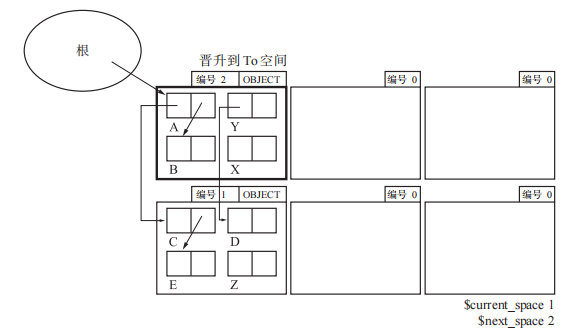 根
晋升到 To 空间
编号 2 OBJECT 编号 0 编号 0
A Y
B X
编号 1 OBJECT 编号 0 编号 0
C D
E Z
$current_space 1
$next_space 2